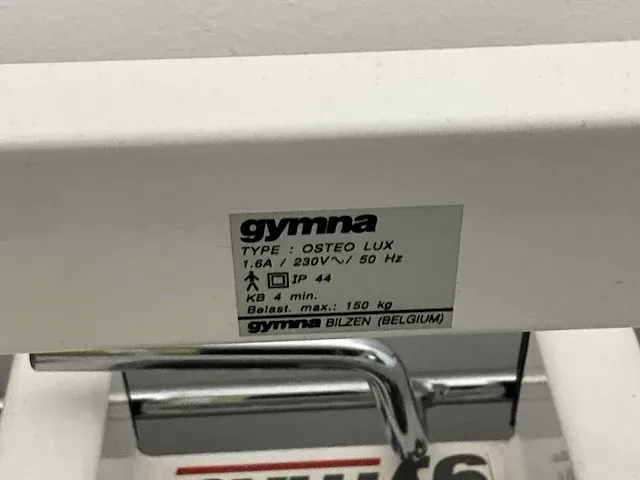 gymna
TYPE : OSTEO LUX
1.6A / 230V∿/ 50 Hz
IP 44
KB 4 min.
Belast. max.: 150 kg
gymna BILZEN (BELGIUM)